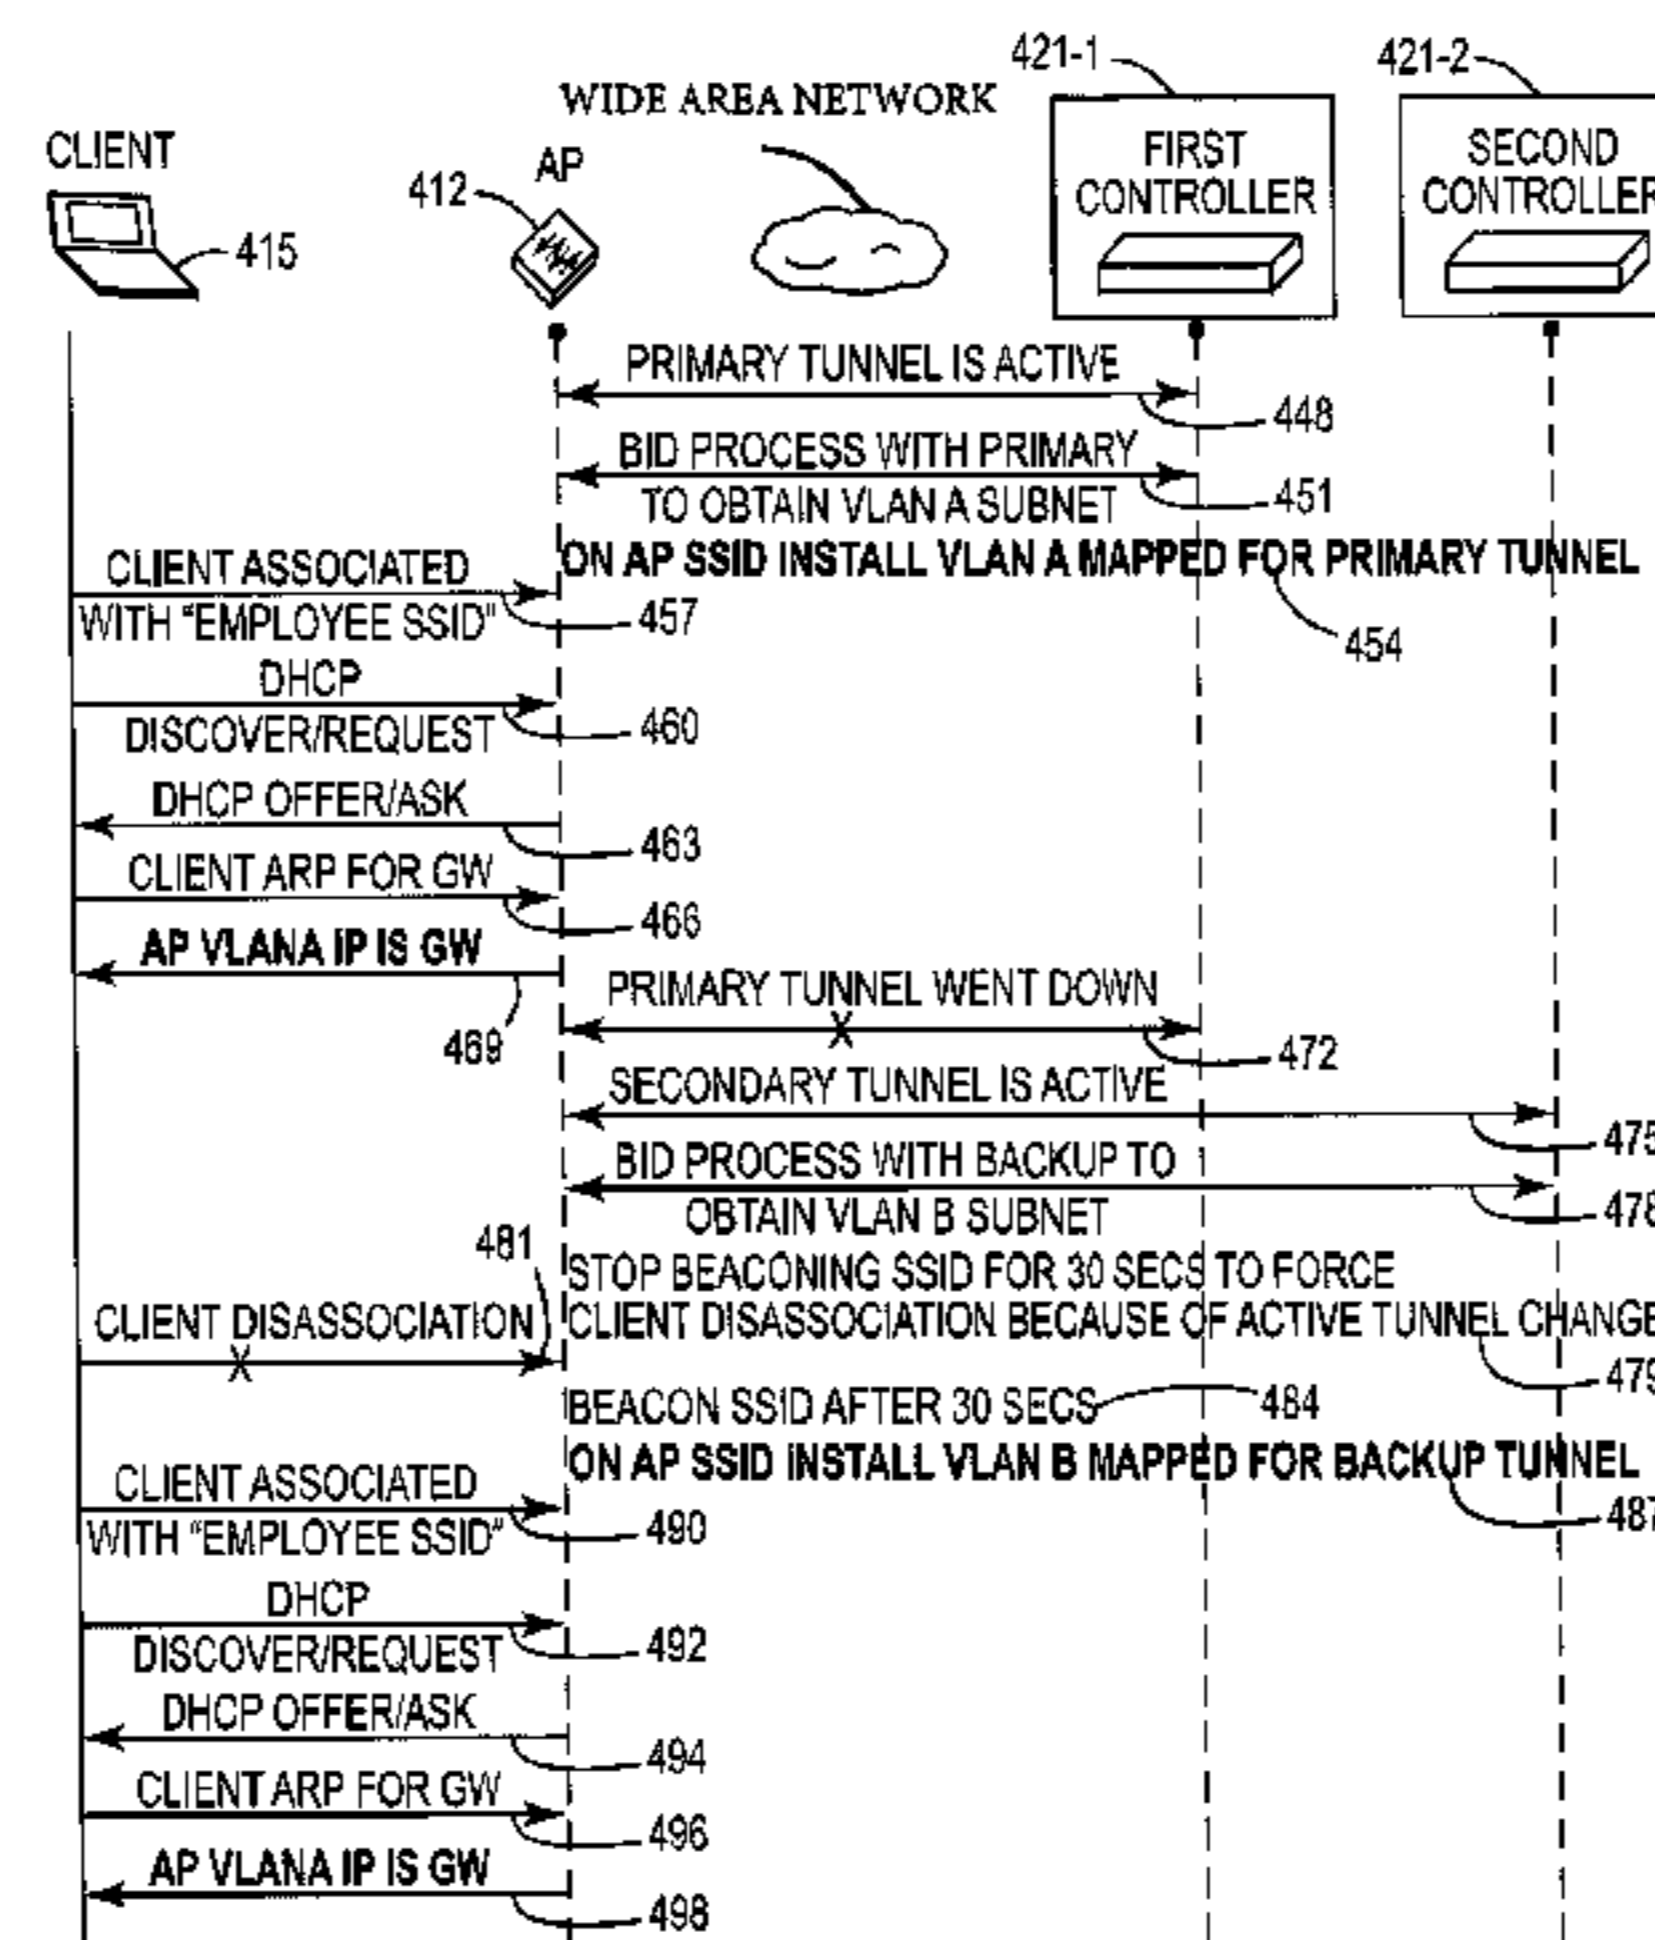 421-1
421-2
WIDE AREA NETWORK
CLIENT
AP
412
415
FIRST
CONTROLLER
SECOND
CONTROLLER
PRIMARY TUNNEL IS ACTIVE
448
BID PROCESS WITH PRIMARY
TO OBTAIN VLAN A SUBNET
451
ON AP SSID INSTALL VLAN A MAPPED FOR PRIMARY TUNNEL
454
CLIENT ASSOCIATED
WITH "EMPLOYEE SSID"
457
DHCP
DISCOVER/REQUEST
460
DHCP OFFER/ASK
463
CLIENT ARP FOR GW
466
AP VLANA IP IS GW
469
PRIMARY TUNNEL WENT DOWN
X
472
SECONDARY TUNNEL IS ACTIVE
475
BID PROCESS WITH BACKUP TO
OBTAIN VLAN B SUBNET
478
481
STOP BEACONING SSID FOR 30 SECS TO FORCE
CLIENT DISASSOCIATION BECAUSE OF ACTIVE TUNNEL CHANGE
479
CLIENT DISASSOCIATION
X
BEACON SSID AFTER 30 SECS
484
ON AP SSID INSTALL VLAN B MAPPED FOR BACKUP TUNNEL
487
CLIENT ASSOCIATED
WITH "EMPLOYEE SSID"
490
DHCP
DISCOVER/REQUEST
492
DHCP OFFER/ASK
494
CLIENT ARP FOR GW
496
AP VLANA IP IS GW
498